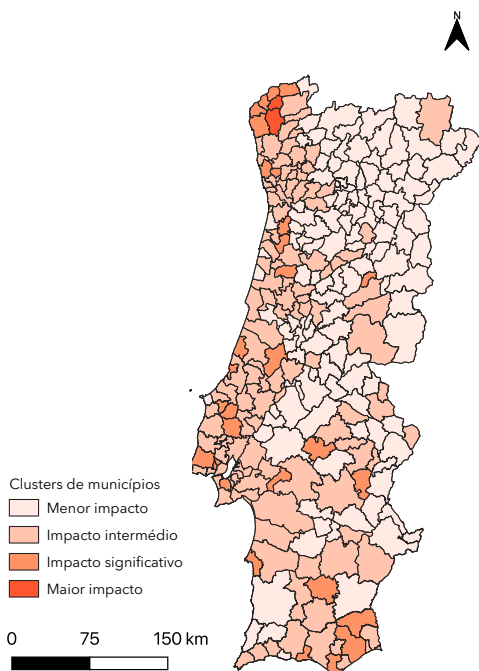 N
Clusters de municípios
Menor impacto
Impacto intermédio
Impacto significativo
Maior impacto
0 75 150 km